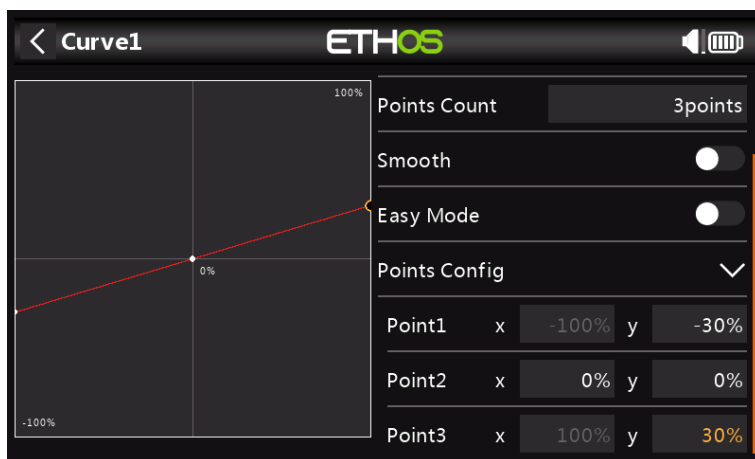 Curve1
ETHOS
100%
0%
-100%
Points Count 3points
Smooth
Easy Mode
Points Config
Point1 x -100% y -30%
Point2 x 0% y 0%
Point3 x 100% y 30%